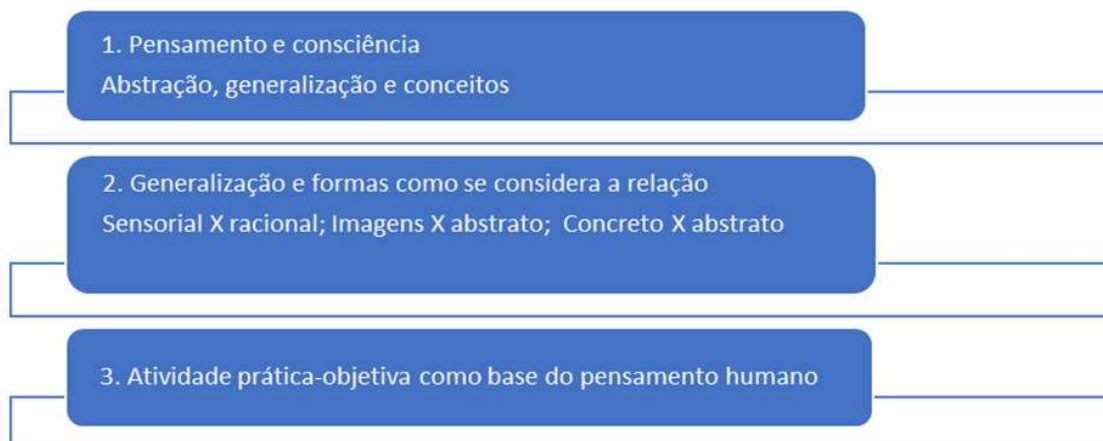 1. Pensamento e consciência
Abstração, generalização e conceitos
2. Generalização e formas como se considera a relação
Sensorial X racional; Imagens X abstrato; Concreto X abstrato
3. Atividade prática-objetiva como base do pensamento humano